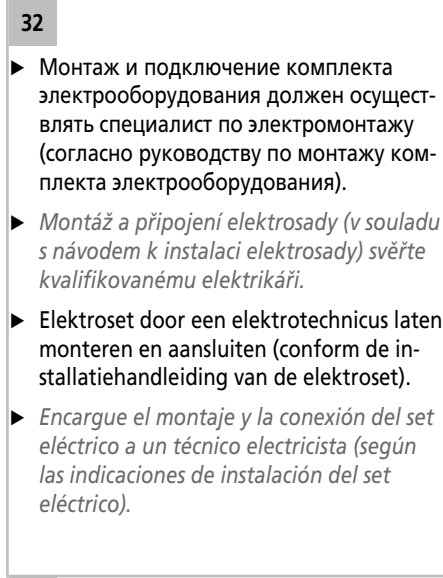 32
▶ Монтаж и подключение комплекта
электрооборудования должен осущест-
влять специалист по электромонтажу
(согласно руководству по монтажу ком-
плекта электрооборудования).
▶ Montáž a připojení elektrosady (v souladu
s návodem k instalaci elektrosady) svěřte
kvalifikovanému elektrikáři.
▶ Elektroset door een elektrotechnicus laten
monteren en aansluiten (conform de in-
stallatiehandleiding van de elektroset).
▶ Encargue el montaje y la conexión del set
eléctrico a un técnico electricista (según
las indicaciones de instalación del set
eléctrico).